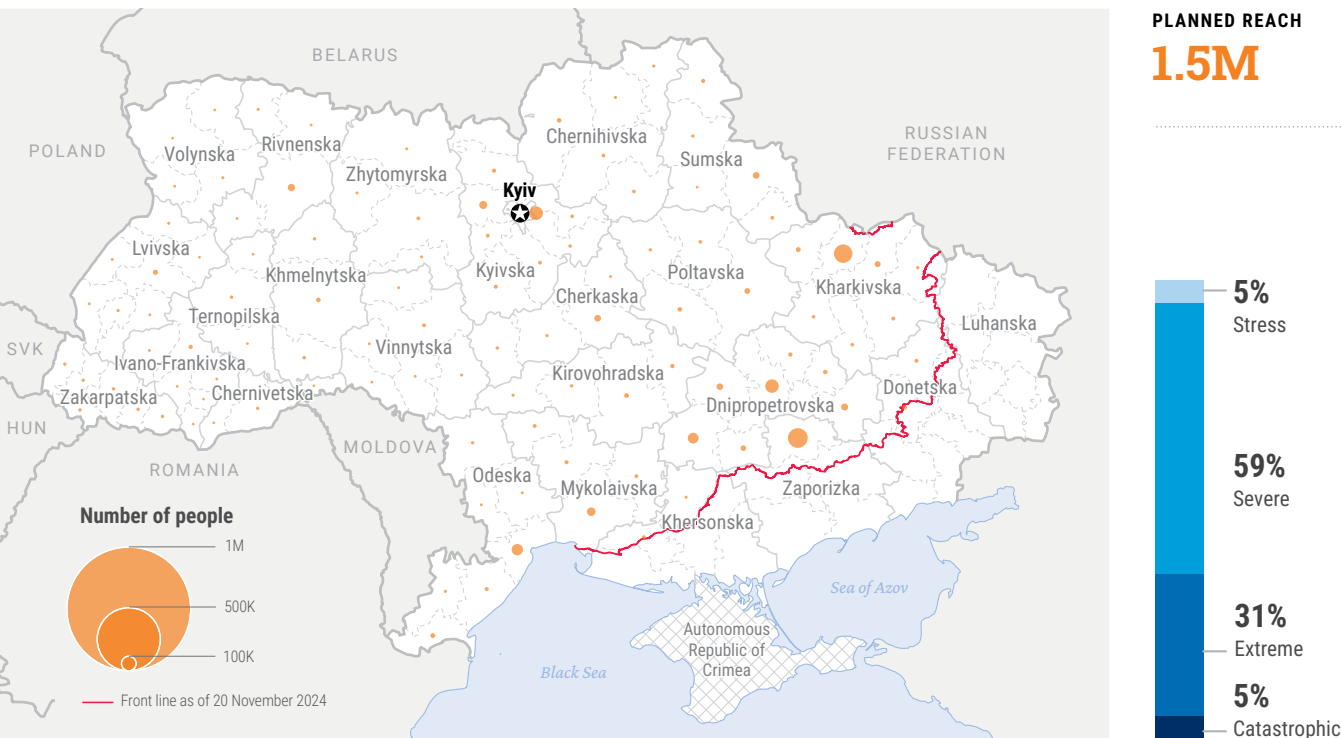 PLANNED REACH
1.5M
BELARUS
POLAND
RUSSIAN
FEDERATION
Volynska
Rivnenska
Zhytomyrska
Chernihivska
Sumska
Kyiv
Lvivska
Khmelnytska
Kyivska
Cherkaska
Poltavska
Kharkivska
Ternopilska
Luhanska
SVK
Ivano-Frankivska
Vinnytska
Kirovohradska
Donetska
Zakarpatska
Chernivetska
Dnipropetrovska
HUN
MOLDOVA
ROMANIA
Odeska
Mykolaivska
Zaporizka
Khersonska
Number of people
1M
500K
100K
Front line as of 20 November 2024
Sea of Azov
Black Sea
Autonomous
Republic of
Crimea
5%
Stress
59%
Severe
31%
Extreme
5%
Catastrophic